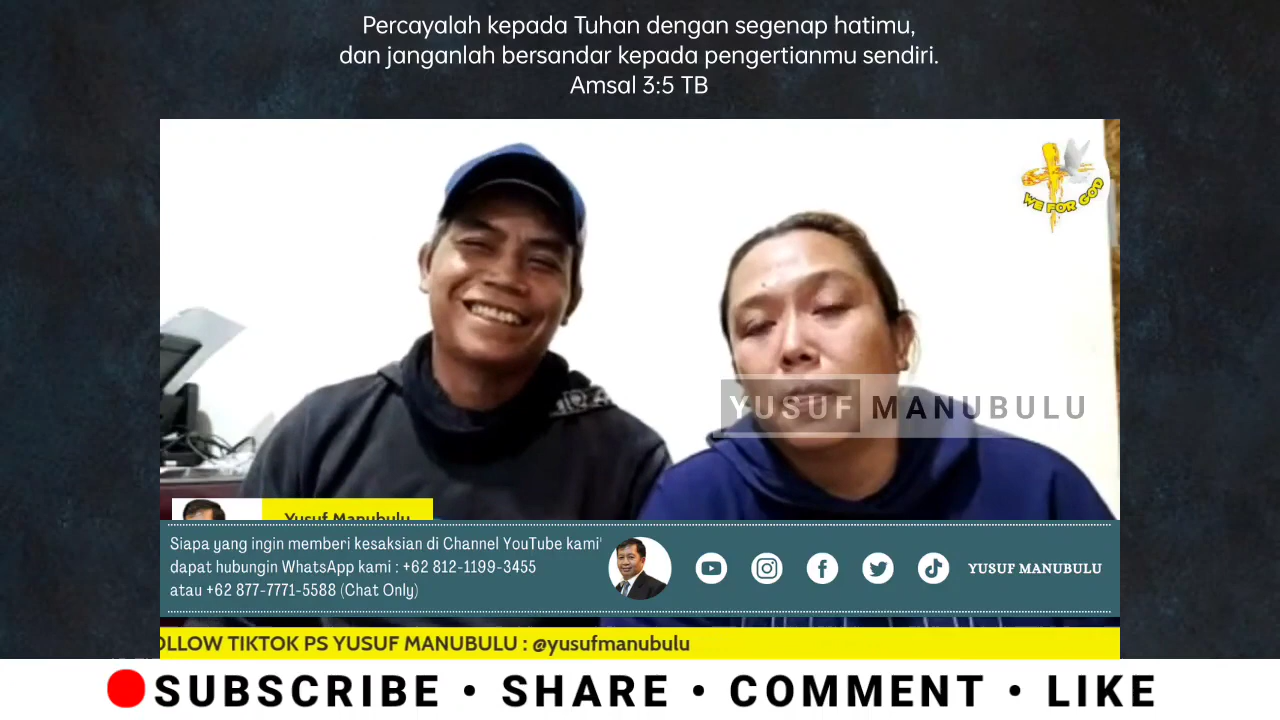 Percayalah kepada Tuhan dengan segenap hatimu,
dan janganlah bersandar kepada pengertianmu sendiri.
Amsal 3:5 TB
WE FOR GOD
YUSUF MANUBULU
Yusuf Manubulu
Siapa yang ingin memberi kesaksian di Channel YouTube kami'
dapat hubungin WhatsApp kami : +62 812-1199-3455
atau +62 877-7771-5588 (Chat Only)
YUSUF MANUBULU
OLLOW TIKTOK PS YUSUF MANUBULU : @yusufmanubulu
SUBSCRIBE • SHARE • COMMENT • LIKE